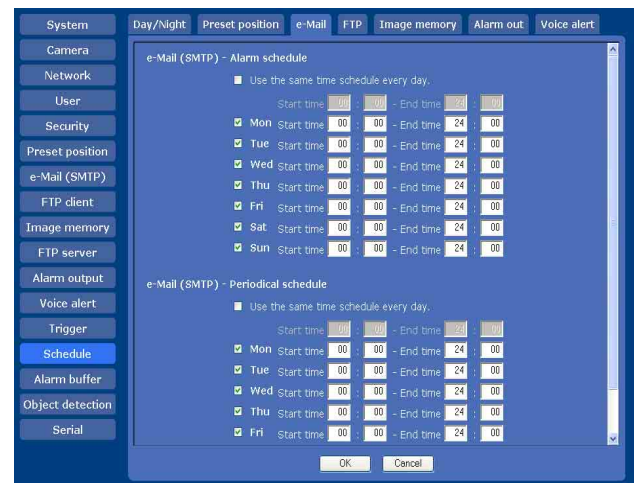 System
Camera
Network
User
Security
Preset position
e-Mail (SMTP)
FTP client
Image memory
FTP server
Alarm output
Voice alert
Trigger
Schedule
Alarm buffer
Object detection
Serial
Day/Night Preset position e-Mail FTP Image memory Alarm out Voice alert
e-Mail (SMTP) - Alarm schedule
Use the same time schedule every day.
Start time 00 : 00 - End time 24 : 00
Mon Start time 00 : 00 - End time 24 : 00
Tue Start time 00 : 00 - End time 24 : 00
Wed Start time 00 : 00 - End time 24 : 00
Thu Start time 00 : 00 - End time 24 : 00
Fri Start time 00 : 00 - End time 24 : 00
Sat Start time 00 : 00 - End time 24 : 00
Sun Start time 00 : 00 - End time 24 : 00
e-Mail (SMTP) - Periodical schedule
Use the same time schedule every day.
Start time 00 : 00 - End time 24 : 00
Mon Start time 00 : 00 - End time 24 : 00
Tue Start time 00 : 00 - End time 24 : 00
Wed Start time 00 : 00 - End time 24 : 00
Thu Start time 00 : 00 - End time 24 : 00
Fri Start time 00 : 00 - End time 24 : 00
OK Cancel